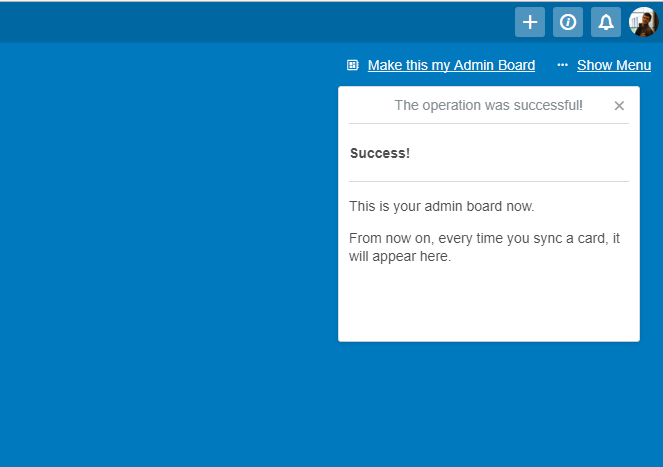 Make this my Admin Board ··· Show Menu
The operation was successful!
Success!
This is your admin board now.
From now on, every time you sync a card, it
will appear here.